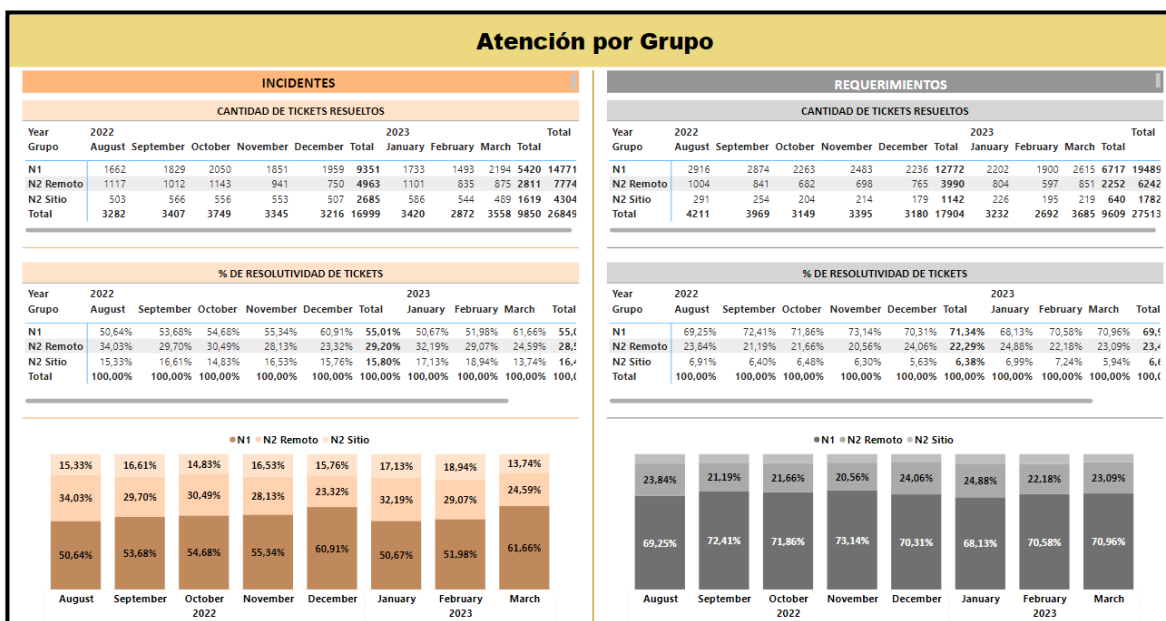 Atención por Grupo
INCIDENTES
CANTIDAD DE TICKETS RESUELTOS
Year 2022 2023 Total
Grupo August September October November December Total January February March Total
N1 1662 1829 2050 1851 1959 9351 1733 1493 2194 5420 14771
N2 Remoto 1117 1012 1143 941 750 4963 1101 835 875 2811 7774
N2 Sitio 503 566 556 553 507 2685 586 544 489 1619 4304
Total 3282 3407 3749 3345 3216 16999 3420 2872 3558 9850 26849
% DE RESOLUTIVIDAD DE TICKETS
Year 2022 2023
Grupo August September October November December Total January February March Total
N1 50,64% 53,68% 54,68% 55,34% 60,91% 55,01% 50,67% 51,98% 61,66% 55,0
N2 Remoto 34,03% 29,70% 30,49% 28,13% 23,32% 29,20% 32,19% 29,07% 24,59% 28,5
N2 Sitio 15,33% 16,61% 14,83% 16,53% 15,76% 15,80% 17,13% 18,94% 13,74% 16,4
Total 100,00% 100,00% 100,00% 100,00% 100,00% 100,00% 100,00% 100,00% 100,00% 100,0
N1 N2 Remoto N2 Sitio
15,33% 16,61% 14,83% 16,53% 15,76% 17,13% 18,94% 13,74%
34,03% 29,70% 30,49% 28,13% 23,32% 32,19% 29,07% 24,59%
50,64% 53,68% 54,68% 55,34% 60,91% 50,67% 51,98% 61,66%
August September October November December January February March
2022 2023
REQUERIMIENTOS
CANTIDAD DE TICKETS RESUELTOS
Year 2022 2023 Total
Grupo August September October November December Total January February March Total
N1 2916 2874 2263 2483 2236 12772 2202 1900 2615 6717 19489
N2 Remoto 1004 841 682 698 765 3990 804 597 851 2252 6242
N2 Sitio 291 254 204 214 179 1142 226 195 219 640 1782
Total 4211 3969 3149 3395 3180 17904 3232 2692 3685 9609 27513
% DE RESOLUTIVIDAD DE TICKETS
Year 2022 2023
Grupo August September October November December Total January February March Total
N1 69,25% 72,41% 71,86% 73,14% 70,31% 71,34% 68,13% 70,58% 70,96% 69,9
N2 Remoto 23,84% 21,19% 21,66% 20,56% 24,06% 22,29% 24,88% 22,18% 23,09% 23,4
N2 Sitio 6,91% 6,40% 6,48% 6,30% 5,63% 6,38% 6,99% 7,24% 5,94% 6,6
Total 100,00% 100,00% 100,00% 100,00% 100,00% 100,00% 100,00% 100,00% 100,00% 100,0
N1 N2 Remoto N2 Sitio
23,84% 21,19% 21,66% 20,56% 24,06% 24,88% 22,18% 23,09%
69,25% 72,41% 71,86% 73,14% 70,31% 68,13% 70,58% 70,96%
August September October November December January February March
2022 2023